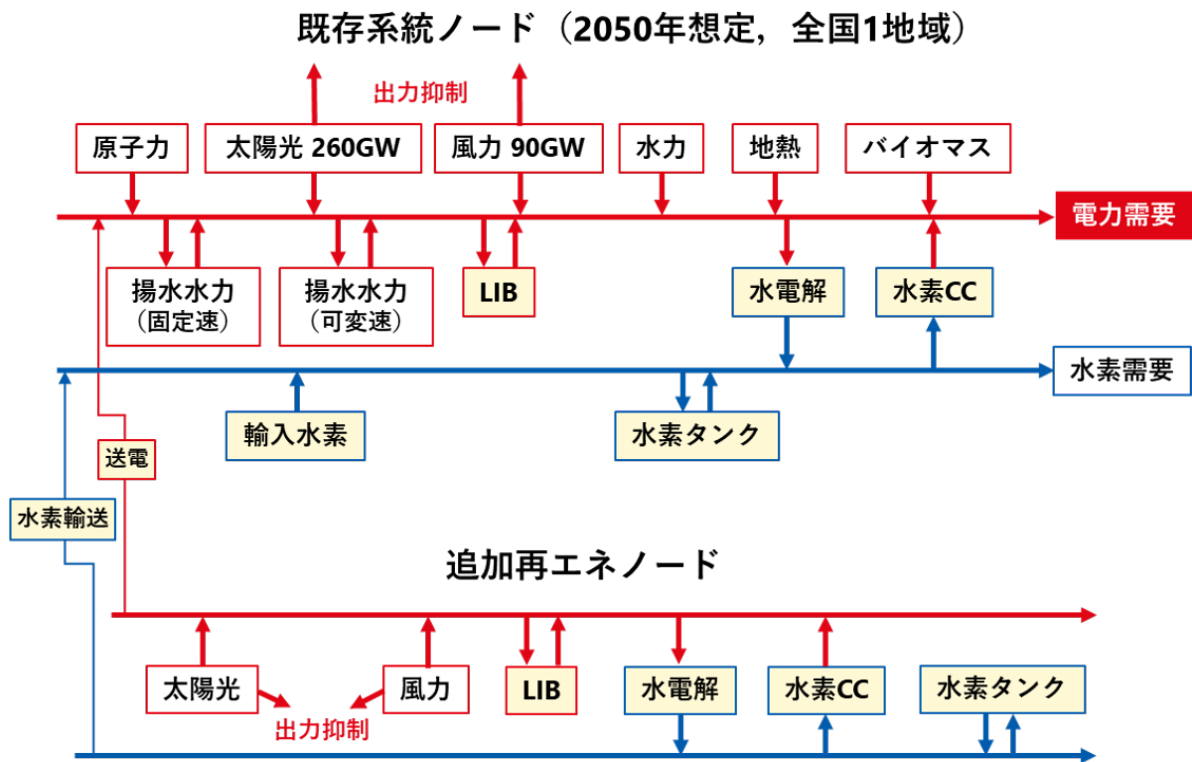 既存系統ノード（2050年想定，全国1地域）
出力抑制
原子力
太陽光 260GW
風力 90GW
水力
地熱
バイオマス
電力需要
揚水水力
（固定速）
揚水水力
（可変速）
LIB
水電解
水素CC
水素需要
輸入水素
水素タンク
送電
水素輸送
追加再エネノード
太陽光
風力
LIB
水電解
水素CC
水素タンク
出力抑制